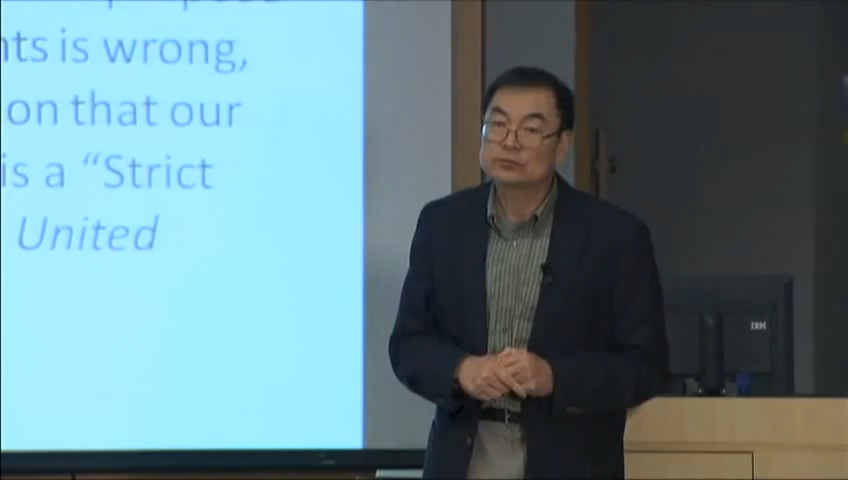 nts is wrong,
on that our
is a “Strict
United
IBM